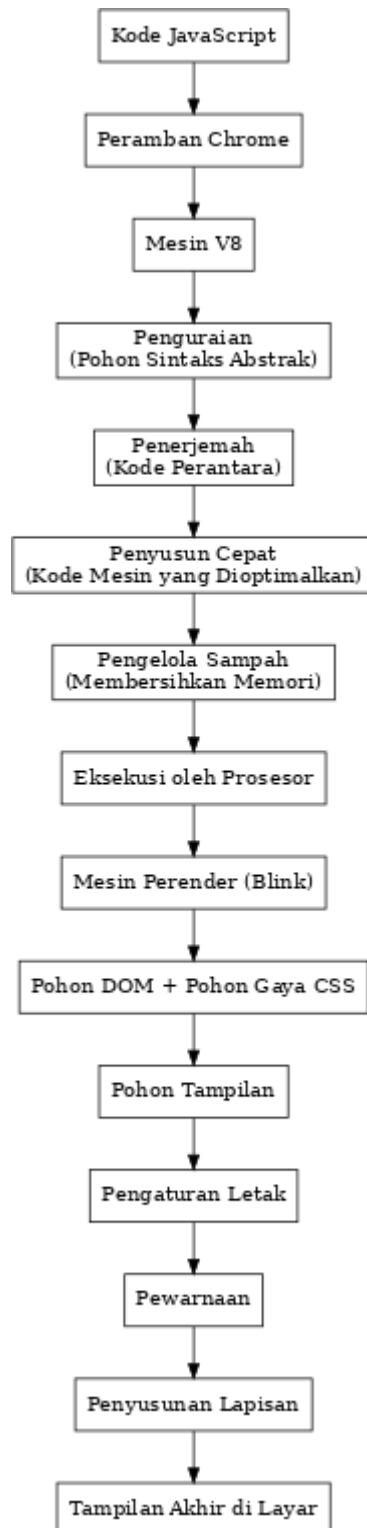 Kode JavaScript
Peramban Chrome
Mesin V8
Penguraian
(Pohon Sintaks Abstrak)
Penerjemah
(Kode Perantara)
Penyusun Cepat
(Kode Mesin yang Dioptimalkan)
Pengelola Sampah
(Membersihkan Memori)
Eksekusi oleh Prosesor
Mesin Perender (Blink)
Pohon DOM + Pohon Gaya CSS
Pohon Tampilan
Pengaturan Letak
Pewarnaan
Penyusunan Lapisan
Tampilan Akhir di Layar